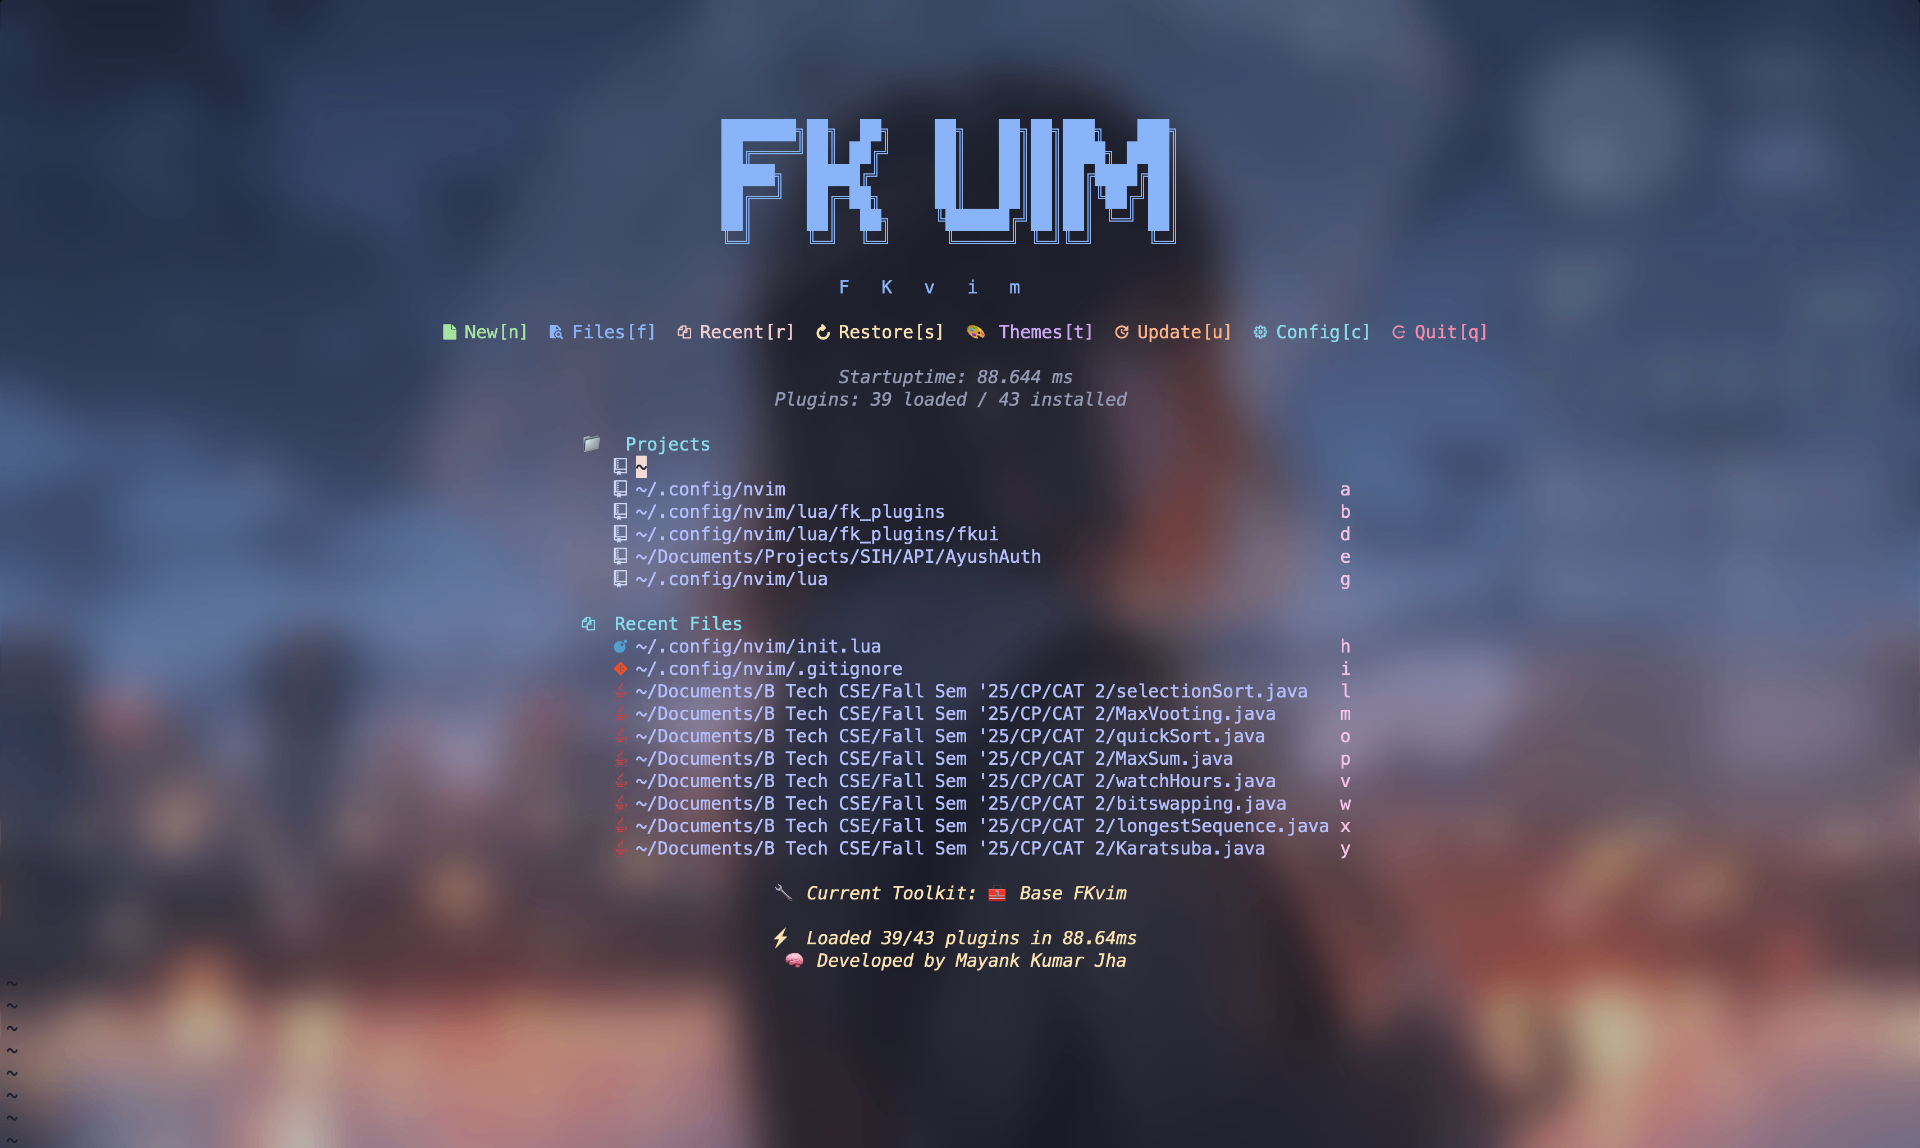 FK VIM
F K v i m
New[n] Files[f] Recent[r] Restore[s] Themes[t] Update[u] Config[c] Quit[q]
Startuptime: 88.644 ms
Plugins: 39 loaded / 43 installed
Projects
~
~/.config/nvim a
~/.config/nvim/lua/fk_plugins b
~/.config/nvim/lua/fk_plugins/fkui d
~/Documents/Projects/SIH/API/AyushAuth e
~/.config/nvim/lua g
Recent Files
~/.config/nvim/init.lua h
~/.config/nvim/.gitignore i
~/Documents/B Tech CSE/Fall Sem '25/CP/CAT 2/selectionSort.java l
~/Documents/B Tech CSE/Fall Sem '25/CP/CAT 2/MaxVooting.java m
~/Documents/B Tech CSE/Fall Sem '25/CP/CAT 2/quickSort.java o
~/Documents/B Tech CSE/Fall Sem '25/CP/CAT 2/MaxSum.java p
~/Documents/B Tech CSE/Fall Sem '25/CP/CAT 2/watchHours.java v
~/Documents/B Tech CSE/Fall Sem '25/CP/CAT 2/bitswapping.java w
~/Documents/B Tech CSE/Fall Sem '25/CP/CAT 2/longestSequence.java x
~/Documents/B Tech CSE/Fall Sem '25/CP/CAT 2/Karatsuba.java y
Current Toolkit: Base FKvim
Loaded 39/43 plugins in 88.64ms
Developed by Mayank Kumar Jha
~
~
~
~
~
~
~
~